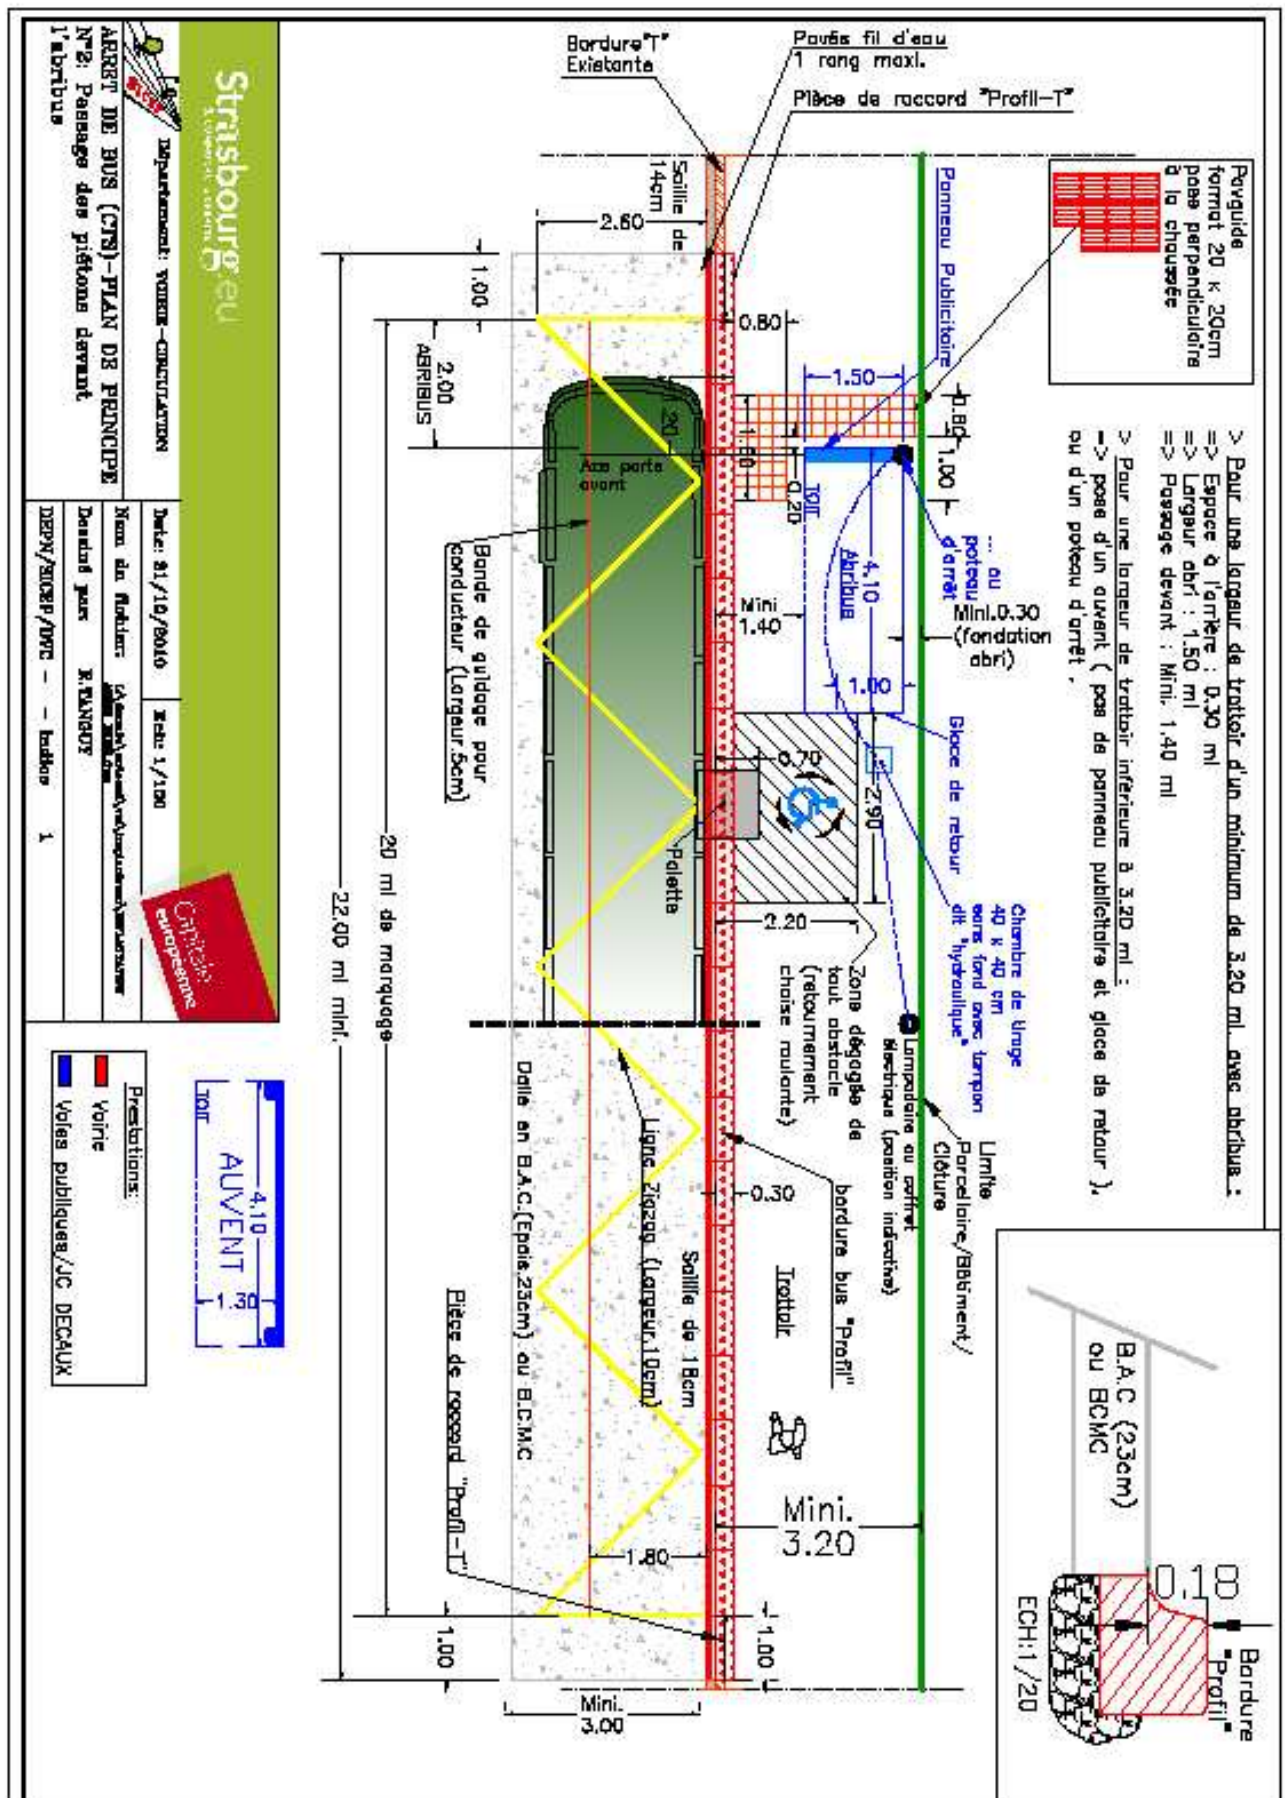 Pavguide
format 20 x 20cm
pose perpendiculaire
à la chaussée
> Pour une largeur de trottoir d'un minimum de 3.20 ml. avec abribus :
=> Espace à l'arrière : 0.30 ml
=> Largeur abri : 1.50 ml
=> Passage devant : Mini. 1.40 ml
> Pour une largeur de trottoir inférieure à 3.20 ml :
=> pose d'un auvent ( pas de panneau publicitaire et glace de retour ).
ou d'un poteau d'arrêt.
B.A.C (23cm)
ou BCMC
0,18
Bordure
"Profil"
ECH:1/20
Bordure"T"
Existante
Pavés fil d'eau
1 rang maxi.
Pièce de raccord "Profil-T"
Panneau Publicitaire
Saillie de
14cm
2.60
1.00
0.80
1.50
0.80
1.00
2.00
ABRIBUS
.20
Axe porte
avant
0.20
TOIT
... ou
poteau
d'arrêt
4.10
Abribus
Mini
1.40
Mini.0.30
(fondation
abri)
1.00
Glace de retour
Chambre de tirage
40 x 40 cm
sans fond avec tampon
dit "hydraulique"
2.90
0.70
Palette
2.20
Zone dégagée de
tout obstacle
(retournement
chaise roulante)
Lampadaire ou coffret
électrique (position indicative)
Limite
Parcellaire/Bâtiment/
Clôture
Bande de guidage pour
conducteur (Largeur.5cm)
bordure bus "Profil"
0.30
Trottoir
Saillie de 18cm
Ligne Zigzag (Largeur.10cm)
Dalle en B.A.C.(Epais.23cm) ou B.C.M.C
Pièce de raccord "Profil-T"
Mini.
3.20
1.80
1.00
1.00
Mini.
3.00
20 ml de marquage
22.00 ml mini.
Strasbourg.eu
Capitale
européenne
Département: VOIRIE-CIRCULATION
ARRET DE BUS (CTS)-PLAN DE PRINCIPE
N°2: Passage des piétons devant
l'abribus
Ech: 1/100
Nom du fichier:
Dessiné par: E.TANGUY
1
TOIT
4.10
AUVENT
1.30
Prestations:
Voirie
Voies publiques/JC DECAUX